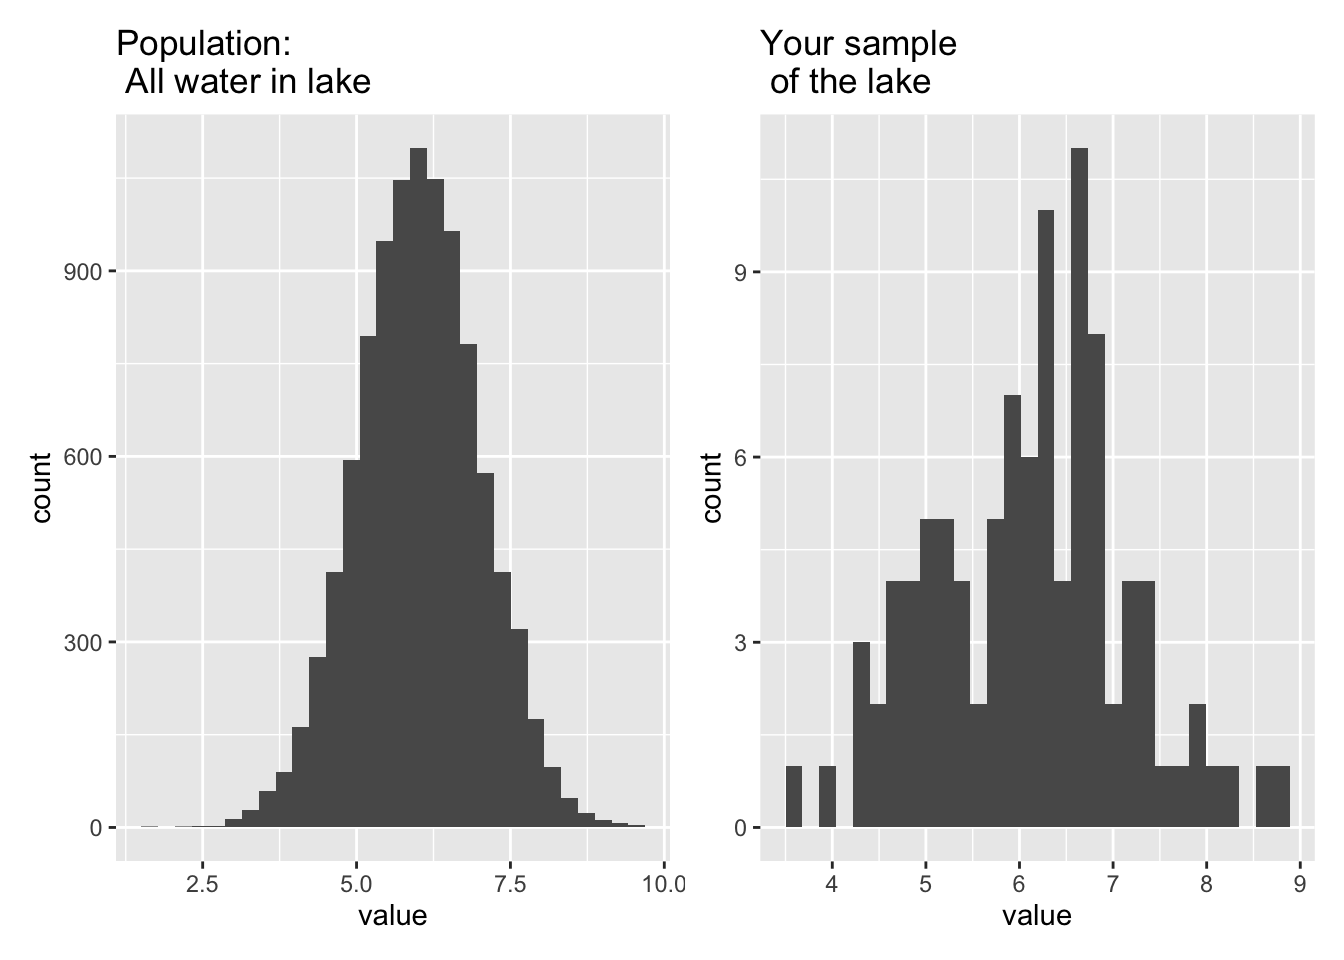 Population:
All water in lake
count
900
600
300
0
2.5 5.0 7.5 10.0
value
Your sample
of the lake
count
9
6
3
0
4 5 6 7 8 9
value